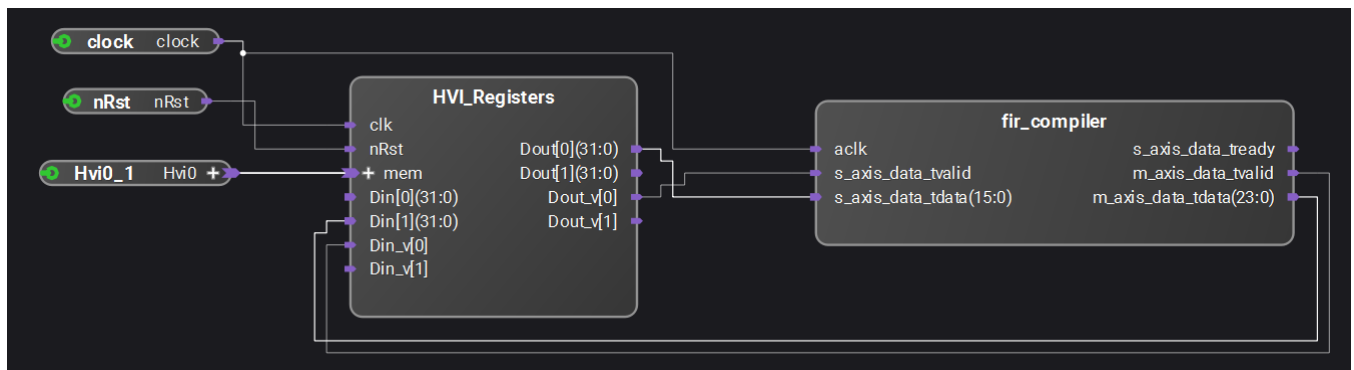 clock clock
nRst nRst
Hvi0_1 Hvi0 +
HVI_Registers
clk
nRst
+ mem
Din[0](31:0)
Din[1](31:0)
Din_v[0]
Din_v[1]
Dout[0](31:0)
Dout[1](31:0)
Dout_v[0]
Dout_v[1]
fir_compiler
aclk
s_axis_data_tvalid
s_axis_data_tdata(15:0)
s_axis_data_tready
m_axis_data_tvalid
m_axis_data_tdata(23:0)